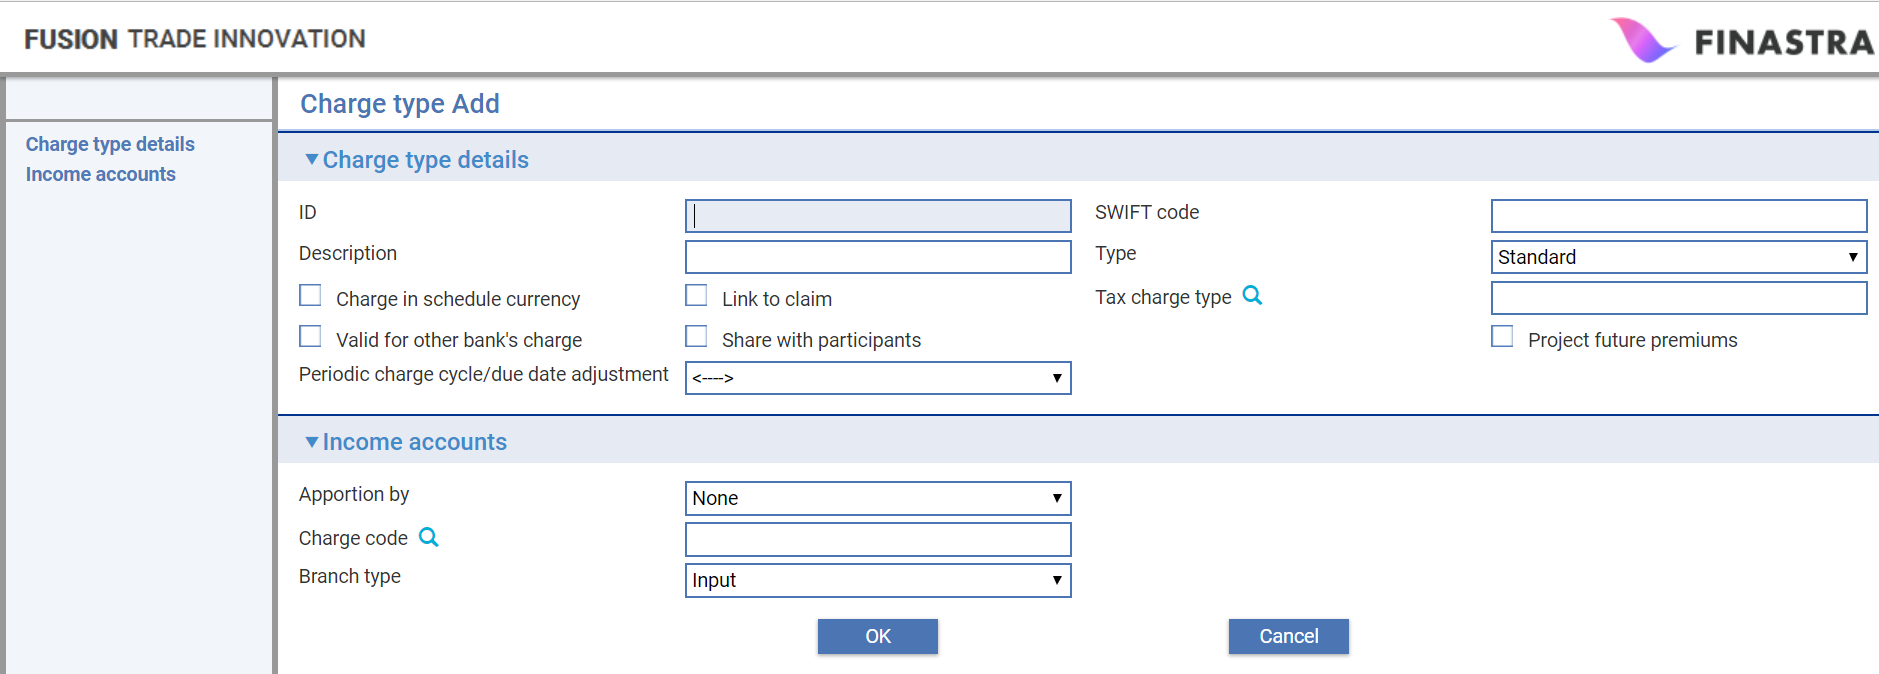 FUSION TRADE INNOVATION
FINASTRA
Charge type details
Income accounts
Charge type Add
Charge type details
ID
SWIFT code
Description
Type
Standard
Charge in schedule currency
Link to claim
Tax charge type
Valid for other bank's charge
Share with participants
Project future premiums
Periodic charge cycle/due date adjustment
<---->
Income accounts
Apportion by
None
Charge code
Branch type
Input
OK
Cancel